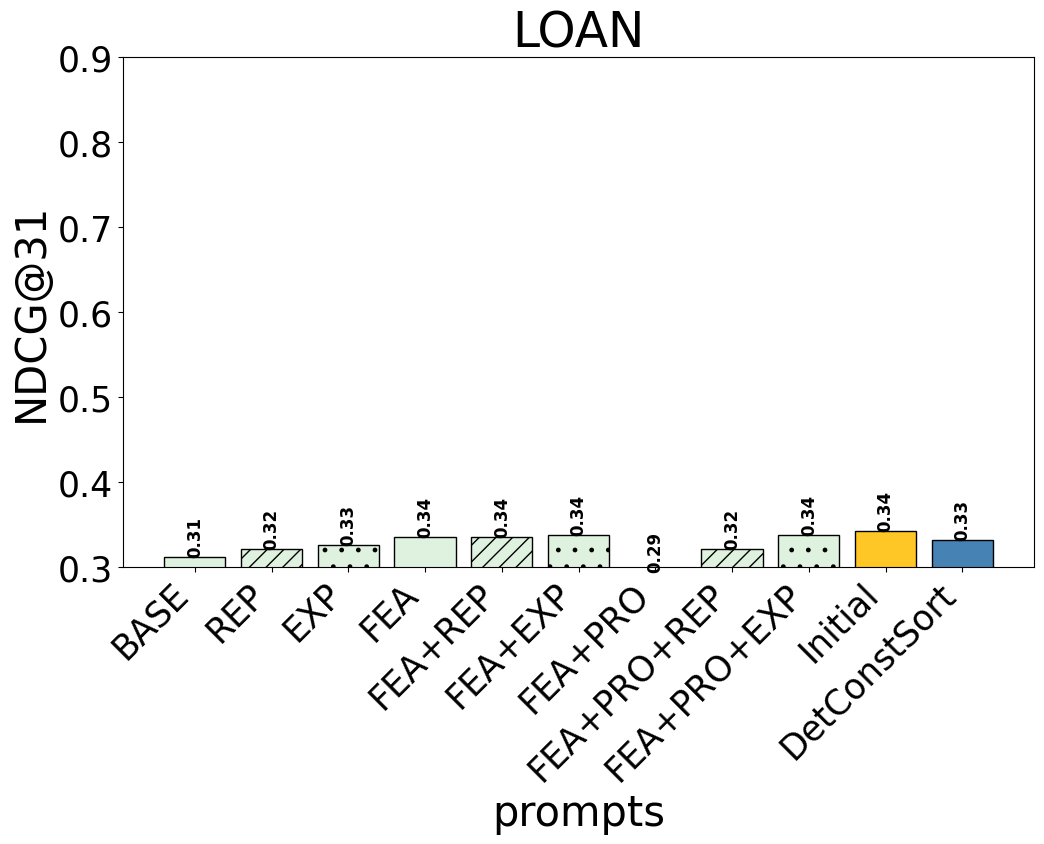 LOAN
NDCG@31
0.9
0.8
0.7
0.6
0.5
0.4
0.3
0.31
0.32
0.33
0.34
0.34
0.34
0.29
0.32
0.34
0.34
0.33
BASE
REP
EXP
FEA
FEA+REP
FEA+EXP
FEA+PRO
FEA+PRO+REP
FEA+PRO+EXP
Initial
DetConstSort
prompts